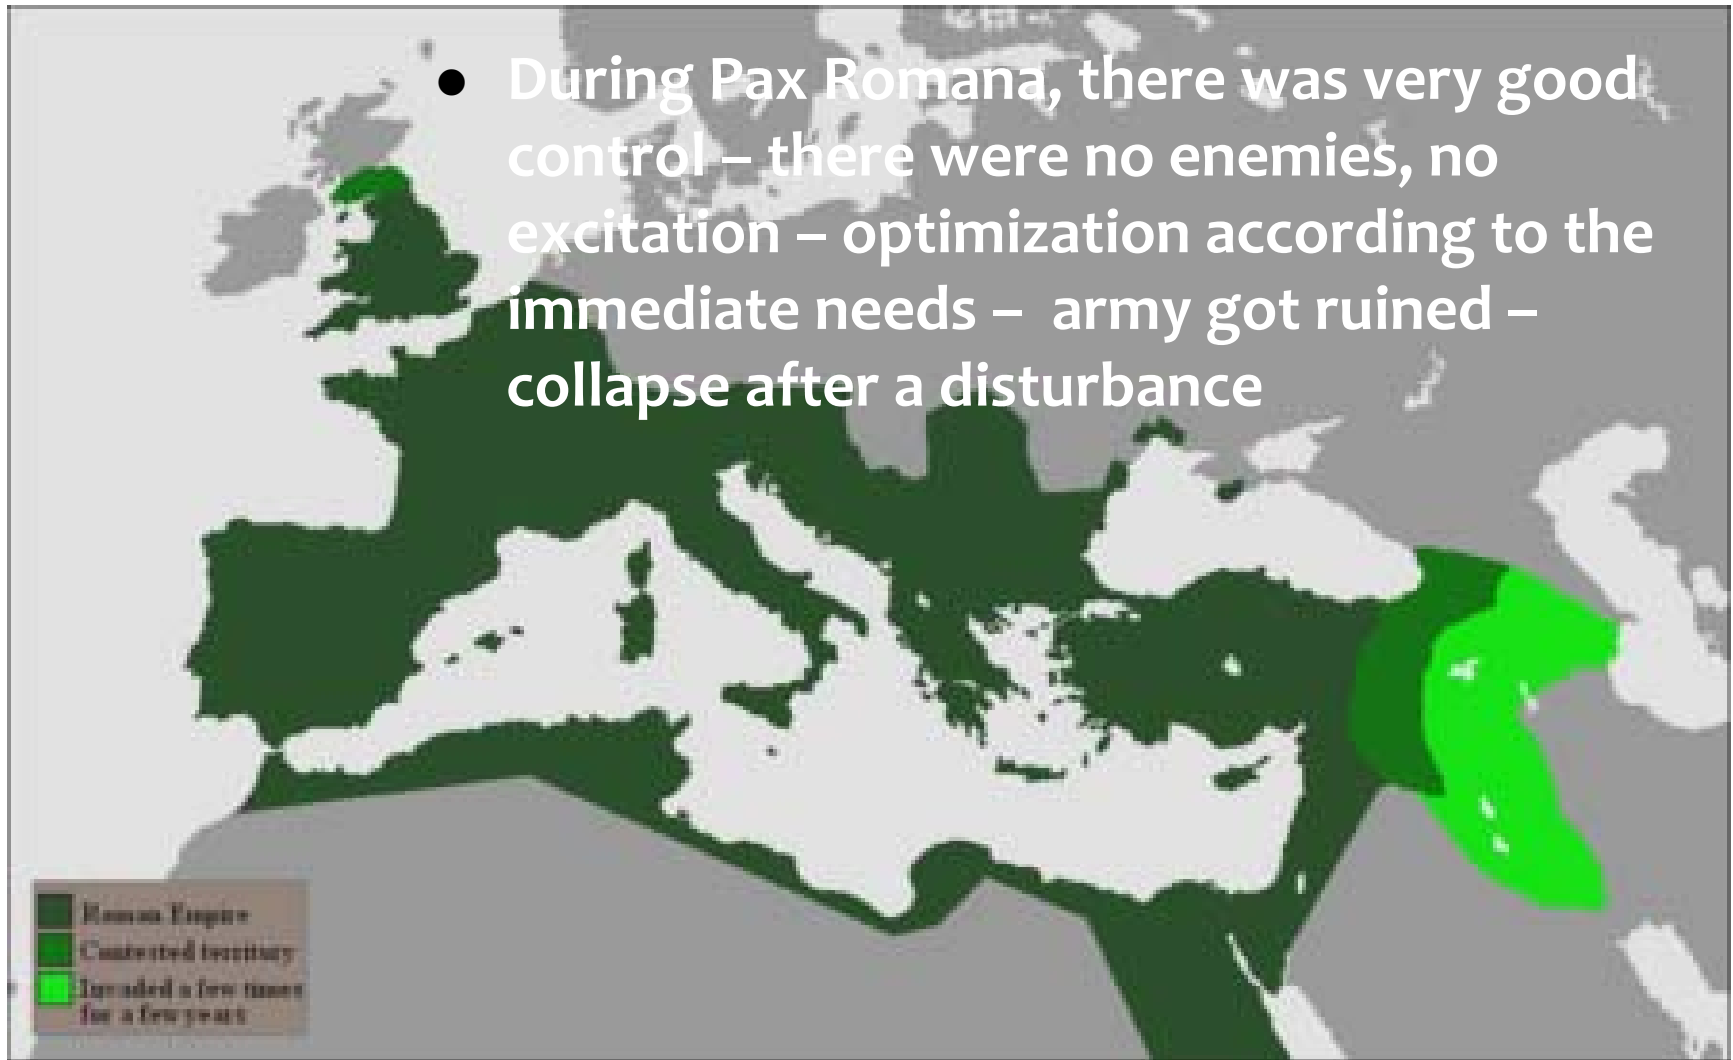 • During Pax Romana, there was very good
control – there were no enemies, no
excitation – optimization according to the
immediate needs – army got ruined –
collapse after a disturbance
Roman Empire
Contested territory
Invaded a few times
for a few years